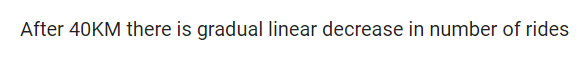 After 40KM there is gradual linear decrease in number of rides